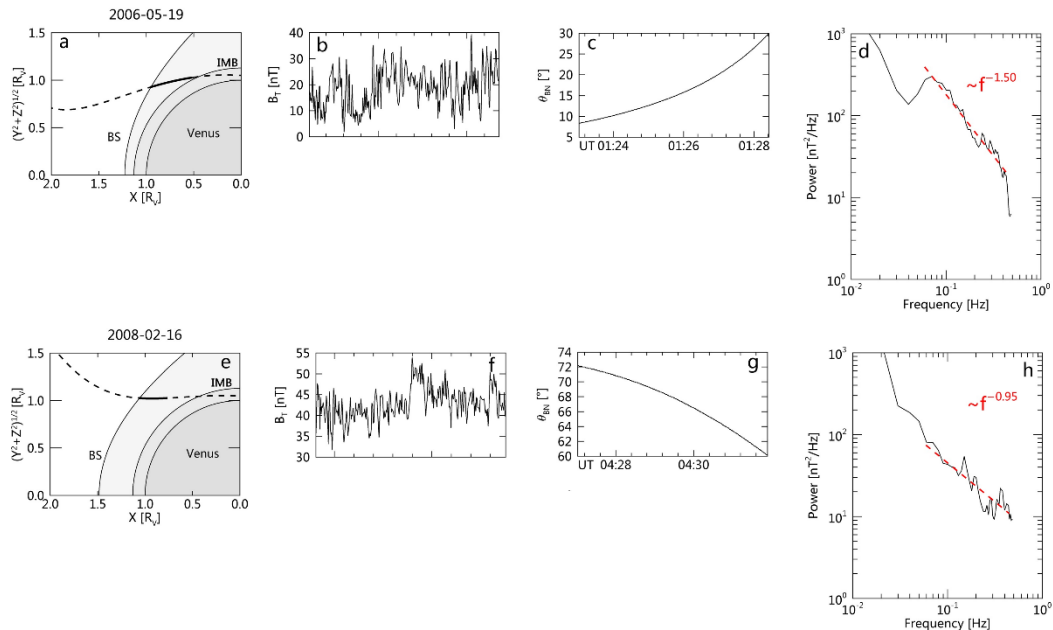 2006-05-19
a
(Y²+Z²)^1/2 [R_V]
1.5
1.0
0.5
0.0
IMB
BS
Venus
2.0 1.5 1.0 0.5 0.0
X [R_V]
b
B_T [nT]
40
30
20
10
0
c
θ_BN [°]
30
25
20
15
10
5
UT 01:24 01:26 01:28
d
~f^-1.50
Power [nT²/Hz]
10³
10²
10¹
10⁰
10⁻² 10⁻¹ 10⁰
Frequency [Hz]
2008-02-16
e
(Y²+Z²)^1/2 [R_V]
1.5
1.0
0.5
0.0
IMB
BS
Venus
2.0 1.5 1.0 0.5 0.0
X [R_V]
f
B_T [nT]
55
50
45
40
35
30
g
θ_BN [°]
74
72
70
68
66
64
62
60
UT 04:28 04:30
h
~f^-0.95
Power [nT²/Hz]
10³
10²
10¹
10⁰
10⁻² 10⁻¹ 10⁰
Frequency [Hz]